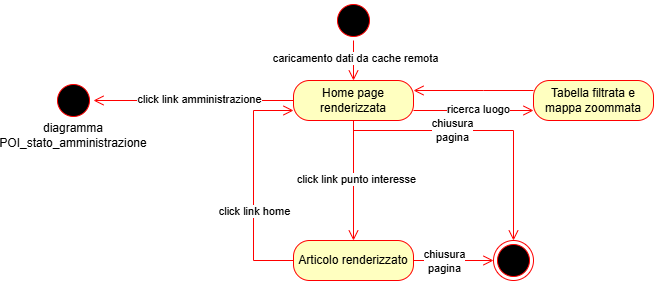 caricamento dati da cache remota
Home page
renderizzata
Tabella filtrata e
mappa zoommata
click link amministrazione
ricerca luogo
diagramma
POI_stato_amministrazione
chiusura
pagina
click link punto interesse
click link home
Articolo renderizzato
chiusura
pagina